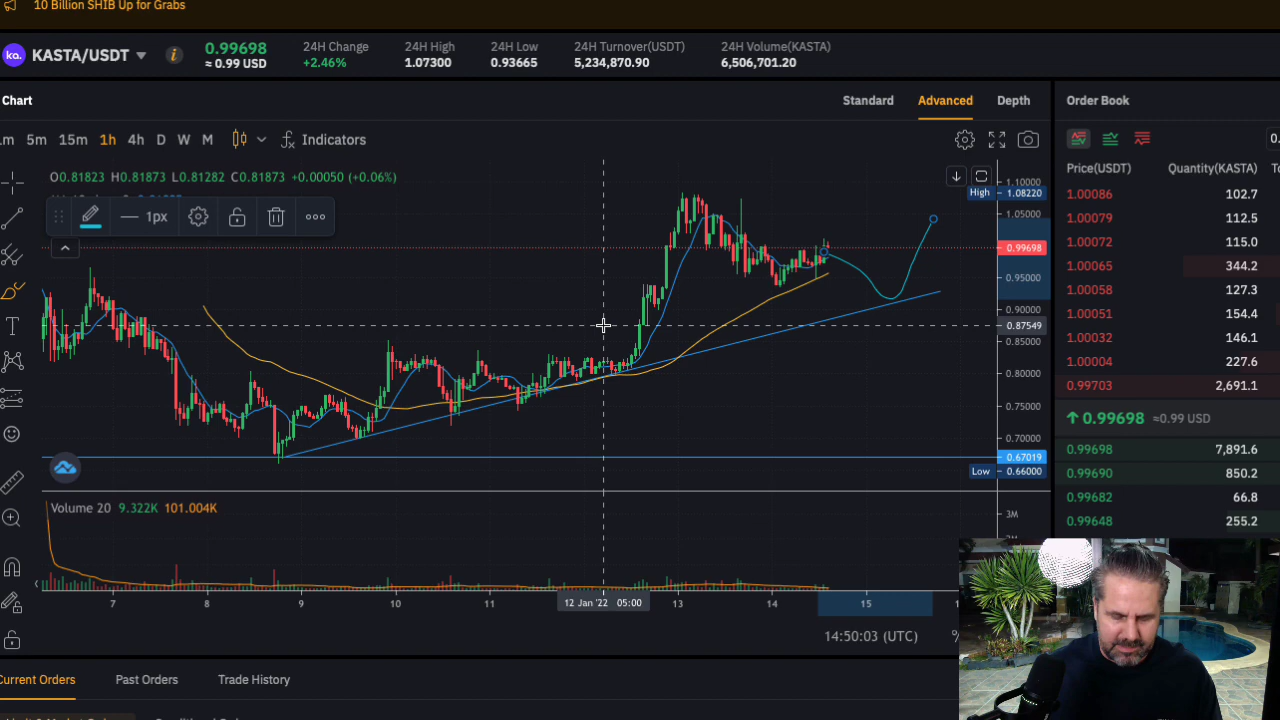 10 Billion SHIB Up for Grabs
ka.
KASTA/USDT
i
0.99698
≈ 0.99 USD
24H Change
+2.46%
24H High
1.07300
24H Low
0.93665
24H Turnover(USDT)
5,234,870.90
24H Volume(KASTA)
6,506,701.20
Chart
Standard
Advanced
Depth
5m 15m 1h 4h D W M
Indicators
O0.81823 H0.81873 L0.81282 C0.81873 +0.00050 (+0.06%)
1px
1.10000
High 1.08220
1.05000
0.99698
0.95000
0.90000
0.87549
0.85000
0.80000
0.75000
0.70000
0.67019
Low 0.66000
Volume 20 9.322K 101.004K
3M
7 8 9 10 11 12 Jan '22 05:00 13 14 15
14:50:03 (UTC)
%
Order Book
Price(USDT) Quantity(KASTA)
1.00086 102.7
1.00079 112.5
1.00072 115.0
1.00065 344.2
1.00058 127.3
1.00051 154.4
1.00032 146.1
1.00004 227.6
0.99703 2,691.1
0.99698 ≈0.99 USD
0.99698 7,891.6
0.99690 850.2
0.99682 66.8
0.99648 255.2
Current Orders
Past Orders
Trade History